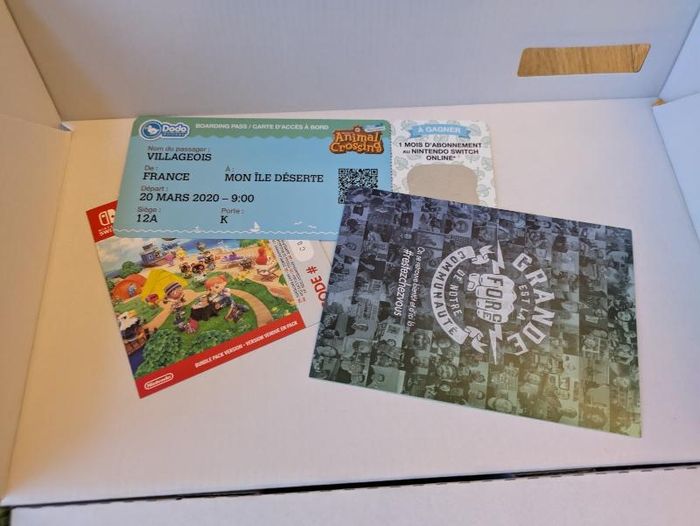 Dodo
BOARDING PASS / CARTE D'ACCÈS À BORD
Animal
Crossing
Nom du passager :
VILLAGEOIS
De :
FRANCE
À :
MON ÎLE DÉSERTE
Départ :
20 MARS 2020 – 9:00
Siège :
12A
Porte :
K
À GAGNER
1 MOIS D'ABONNEMENT
AU NINTENDO SWITCH
ONLINE*
BUNDLE PACK VERSION - VERSION VENDUE EN PACK
Nintendo
GRANDE
EST LA
FORCE
DE NOTRE
COMMUNAUTÉ
#restezchezvous